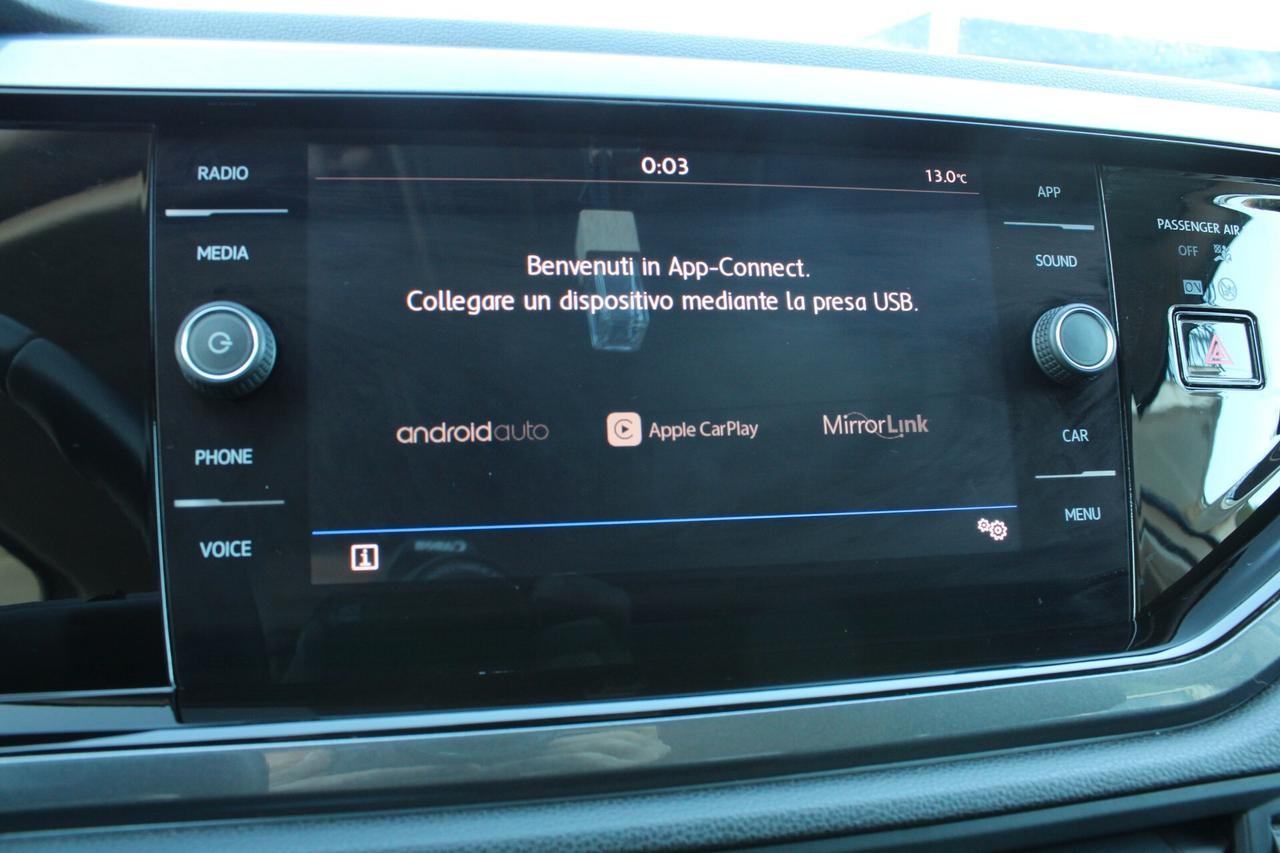 0:03
13.0°C
RADIO
MEDIA
PHONE
VOICE
Benvenuti in App-Connect.
Collegare un dispositivo mediante la presa USB.
androidauto
Apple CarPlay
MirrorLink
i
APP
SOUND
CAR
MENU
PASSENGER AIR
OFF
ON